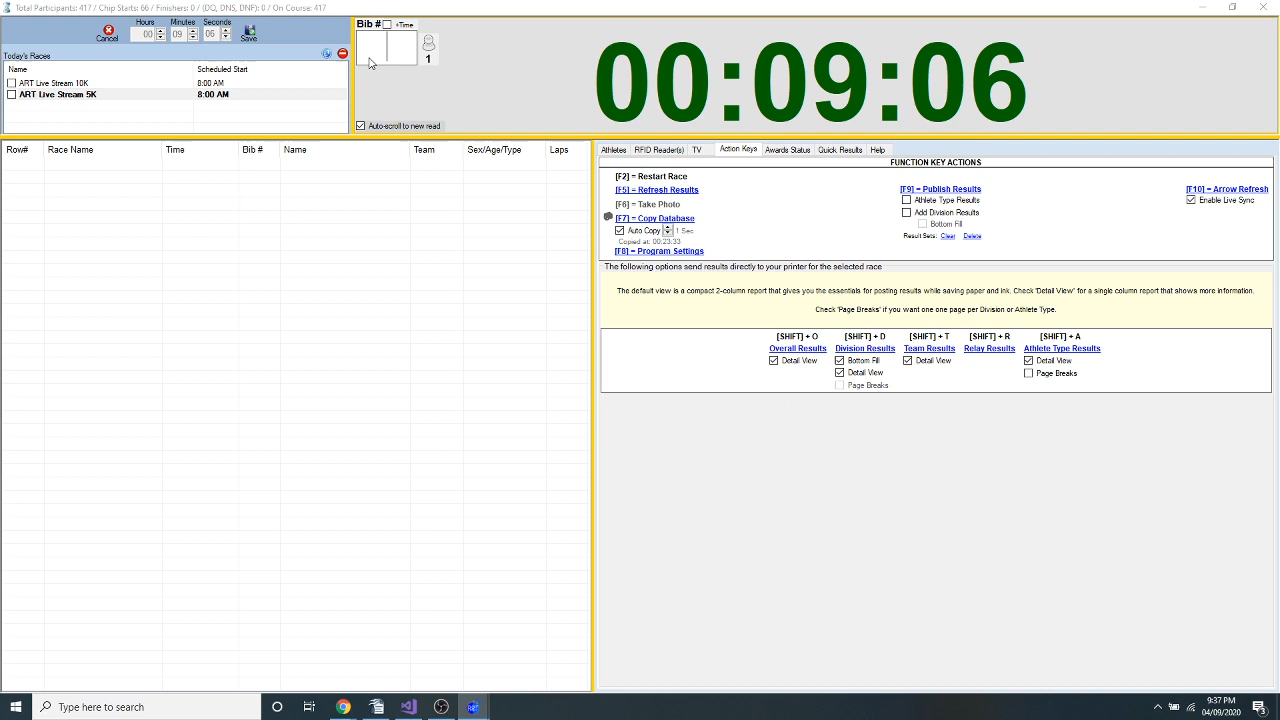 Total Participants: 417 / Chip Starts: 66 / Finishers: 0 / (DQ, DNS, DNF): 0 / On Course: 417
Cancel
Hours Minutes Seconds
00 09 06
Save
Bib # +Time
1
00:09:06
Today's Races
Name Scheduled Start
ART Live Stream 10K 8:00 AM
ART Live Stream 5K 8:00 AM
Auto-scroll to new read
Row# Race Name Time Bib # Name Team Sex/Age/Type Laps
Athletes RFID Reader(s) TV Action Keys Awards Status Quick Results Help
FUNCTION KEY ACTIONS
[F2] = Restart Race
[F5] = Refresh Results
[F6] = Take Photo
[F7] = Copy Database
Auto Copy 1 Sec
Copied at: 00:23:33
[F8] = Program Settings
[F9] = Publish Results
Athlete Type Results
Add Division Results
Bottom Fill
Result Sets: Clear Delete
[F10] = Arrow Refresh
Enable Live Sync
The following options send results directly to your printer for the selected race
The default view is a compact 2-column report that gives you the essentials for posting results while saving paper and ink. Check 'Detail View' for a single column report that shows more information.
Check 'Page Breaks' if you want one one page per Division or Athlete Type.
[SHIFT] + O [SHIFT] + D [SHIFT] + T [SHIFT] + R [SHIFT] + A
Overall Results Division Results Team Results Relay Results Athlete Type Results
Detail View Bottom Fill Detail View Detail View
Detail View Page Breaks
Page Breaks
Type here to search
9:37 PM
04/09/2020
3